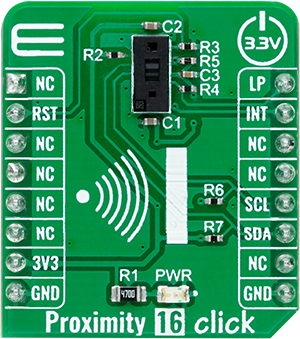 C2
3.3V
R2
R3
R5
C3
R4
C1
NC
LP
RST
INT
NC
NC
NC
NC
NC
R6
SCL
NC
R7
SDA
3V3
R1
PWR
NC
GND
4700
GND
Proximity 16 click